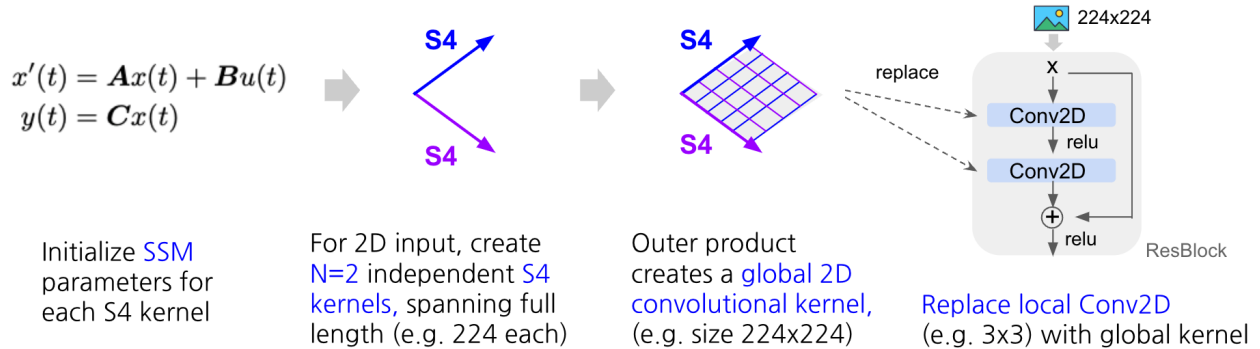 x′(t) = Ax(t) + Bu(t)
y(t) = Cx(t)
Initialize SSM
parameters for
each S4 kernel
S4
S4
For 2D input, create
N=2 independent S4
kernels, spanning full
length (e.g. 224 each)
S4
S4
Outer product
creates a global 2D
convolutional kernel,
(e.g. size 224x224)
replace
224x224
x
Conv2D
relu
Conv2D
+
relu
ResBlock
Replace local Conv2D
(e.g. 3x3) with global kernel